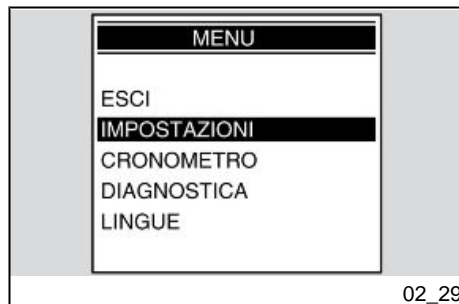 MENU
ESCI
IMPOSTAZIONI
CRONOMETRO
DIAGNOSTICA
LINGUE
02_29